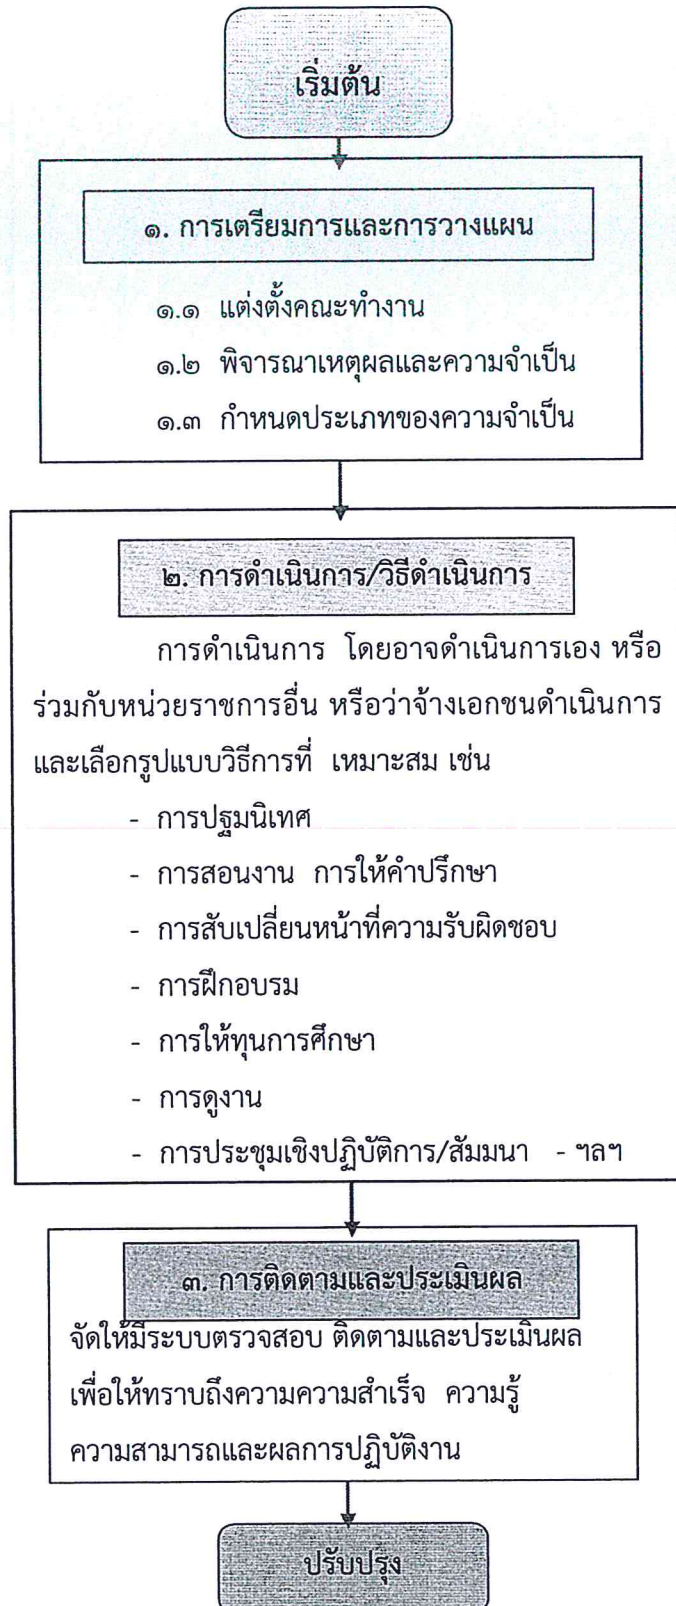 เริ่มต้น
๑. การเตรียมการและการวางแผน
๑.๑ แต่งตั้งคณะทำงาน
๑.๒ พิจารณาเหตุผลและความจำเป็น
๑.๓ กำหนดประเภทของความจำเป็น
๒. การดำเนินการ/วิธีดำเนินการ
การดำเนินการ โดยอาจดำเนินการเอง หรือ
ร่วมกับหน่วยราชการอื่น หรือว่าจ้างเอกชนดำเนินการ
และเลือกรูปแบบวิธีการที่ เหมาะสม เช่น
- การปฐมนิเทศ
- การสอนงาน การให้คำปรึกษา
- การสับเปลี่ยนหน้าที่ความรับผิดชอบ
- การฝึกอบรม
- การให้ทุนการศึกษา
- การดูงาน
- การประชุมเชิงปฏิบัติการ/สัมมนา - ฯลฯ
๓. การติดตามและประเมินผล
จัดให้มีระบบตรวจสอบ ติดตามและประเมินผล
เพื่อให้ทราบถึงความความสำเร็จ ความรู้
ความสามารถและผลการปฏิบัติงาน
ปรับปรุง